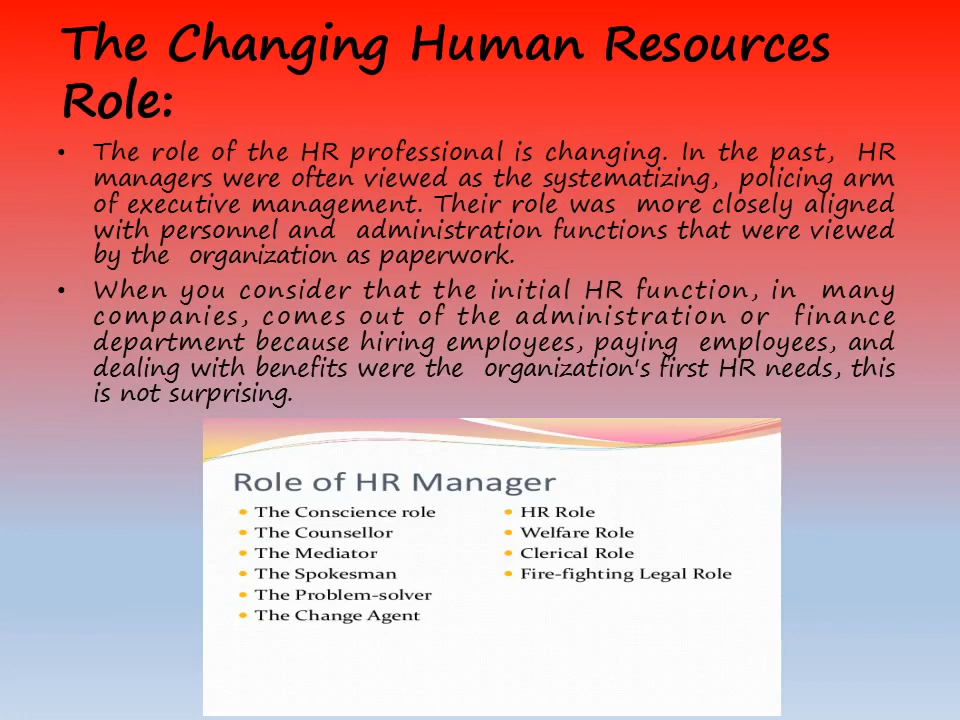 The Changing Human Resources
Role:
• The role of the HR professional is changing. In the past, HR
managers were often viewed as the systematizing, policing arm
of executive management. Their role was more closely aligned
with personnel and administration functions that were viewed
by the organization as paperwork.
• When you consider that the initial HR function, in many
companies, comes out of the administration or finance
department because hiring employees, paying employees, and
dealing with benefits were the organization's first HR needs, this
is not surprising.
Role of HR Manager
• The Conscience role
• The Counsellor
• The Mediator
• The Spokesman
• The Problem-solver
• The Change Agent
• HR Role
• Welfare Role
• Clerical Role
• Fire-fighting Legal Role